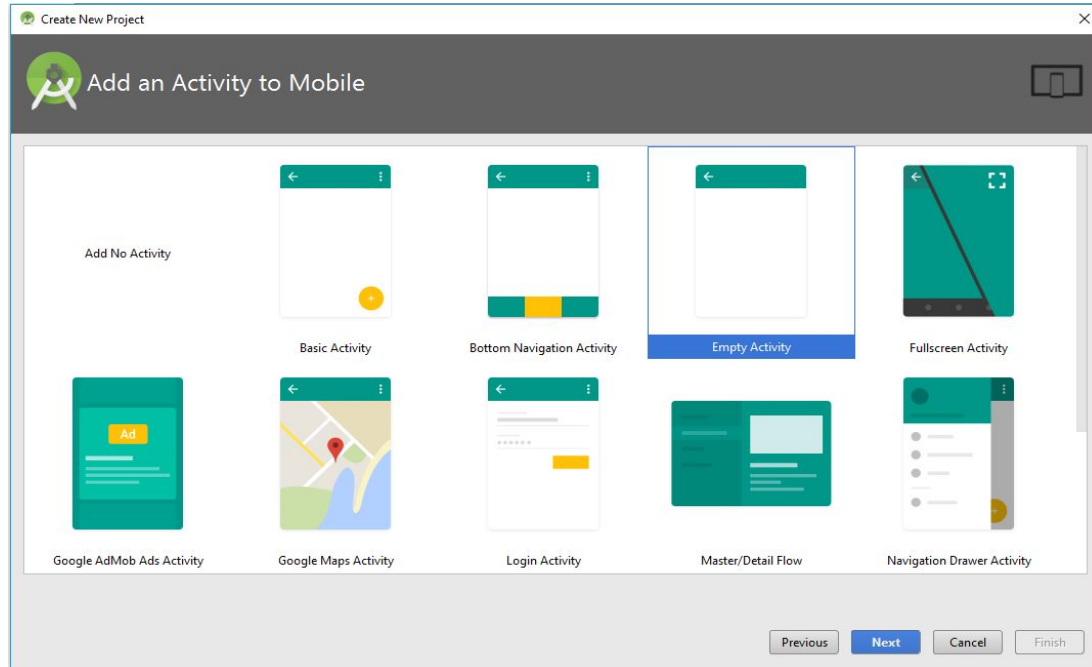 Create New Project
Add an Activity to Mobile
Add No Activity
Basic Activity
Bottom Navigation Activity
Empty Activity
Fullscreen Activity
Ad
Google AdMob Ads Activity
Google Maps Activity
Login Activity
Master/Detail Flow
Navigation Drawer Activity
Previous
Next
Cancel
Finish